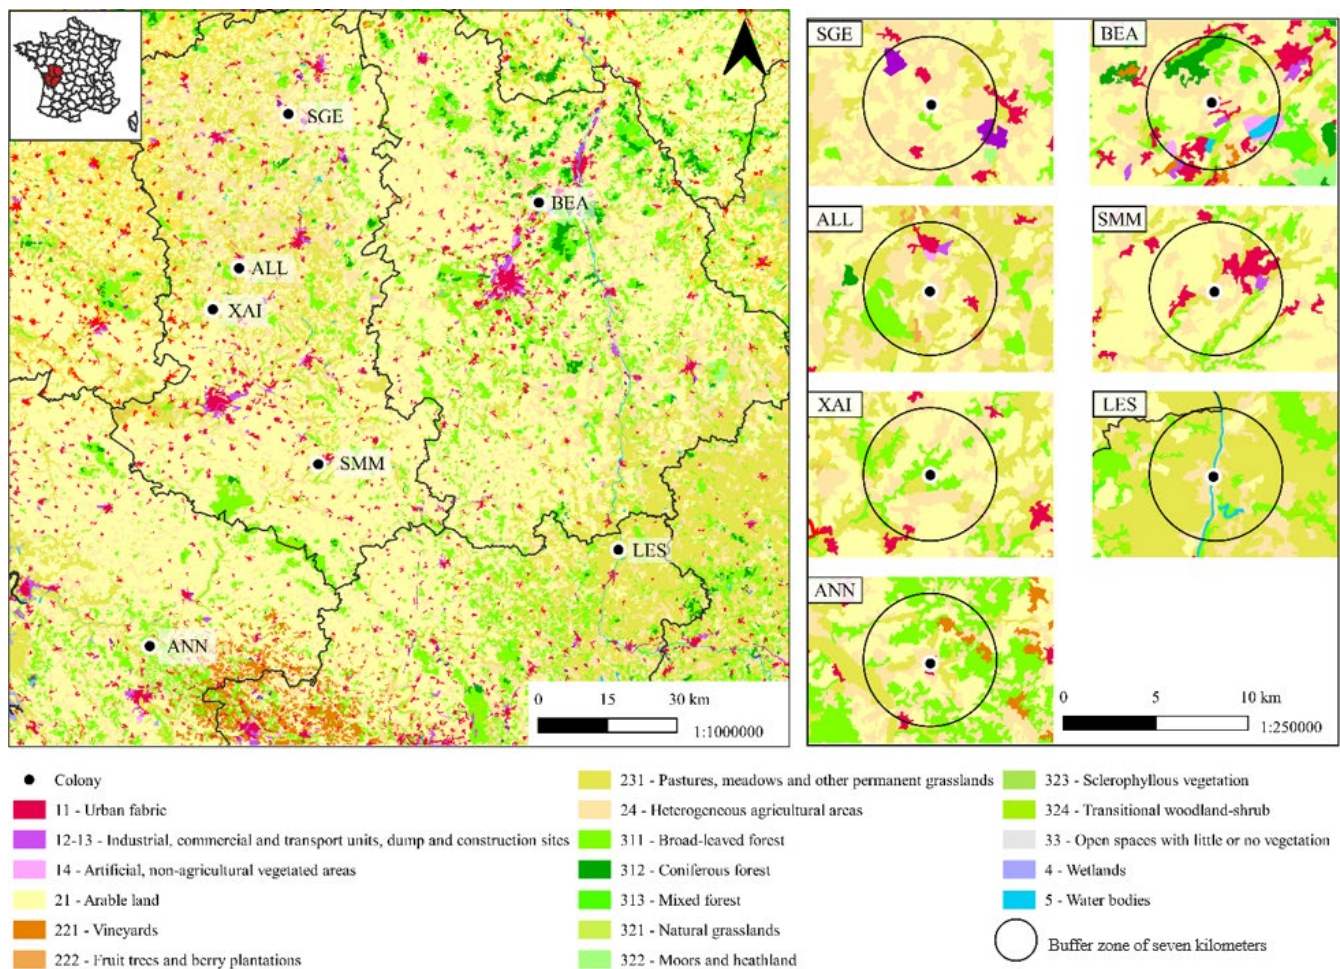 SGE
BEA
ALL
XAI
SMM
LES
ANN
0 15 30 km
1:1000000
SGE
BEA
ALL
SMM
XAI
LES
ANN
0 5 10 km
1:250000
Colony
11 - Urban fabric
12-13 - Industrial, commercial and transport units, dump and construction sites
14 - Artificial, non-agricultural vegetated areas
21 - Arable land
221 - Vineyards
222 - Fruit trees and berry plantations
231 - Pastures, meadows and other permanent grasslands
24 - Heterogeneous agricultural areas
311 - Broad-leaved forest
312 - Coniferous forest
313 - Mixed forest
321 - Natural grasslands
322 - Moors and heathland
323 - Sclerophyllous vegetation
324 - Transitional woodland-shrub
33 - Open spaces with little or no vegetation
4 - Wetlands
5 - Water bodies
Buffer zone of seven kilometers